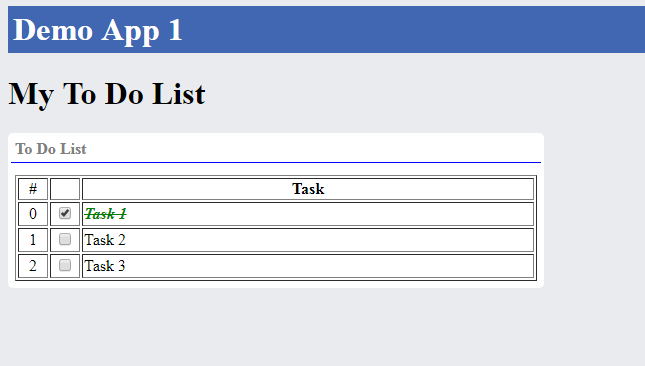 Demo App 1
My To Do List
To Do List
# Task
0 Task 1
1 Task 2
2 Task 3